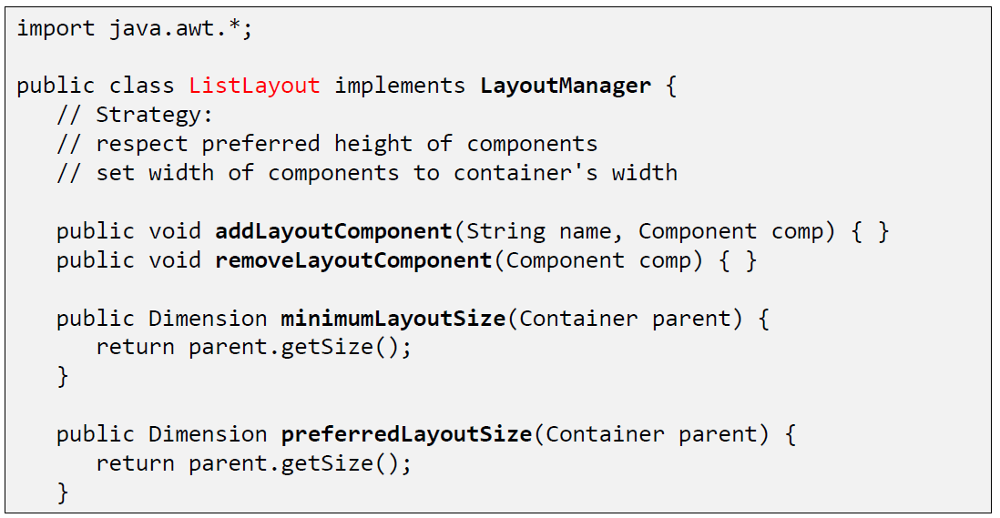 import java.awt.*;
public class ListLayout implements LayoutManager {
// Strategy:
// respect preferred height of components
// set width of components to container's width
public void addLayoutComponent(String name, Component comp) { }
public void removeLayoutComponent(Component comp) { }
public Dimension minimumLayoutSize(Container parent) {
return parent.getSize();
}
public Dimension preferredLayoutSize(Container parent) {
return parent.getSize();
}